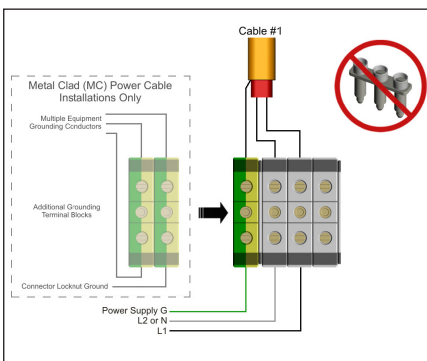 Cable #1
Metal Clad (MC) Power Cable
Installations Only
Multiple Equipment
Grounding Conductors
Additional Grounding
Terminal Blocks
Connector Locknut Ground
Power Supply G
L2 or N
L1